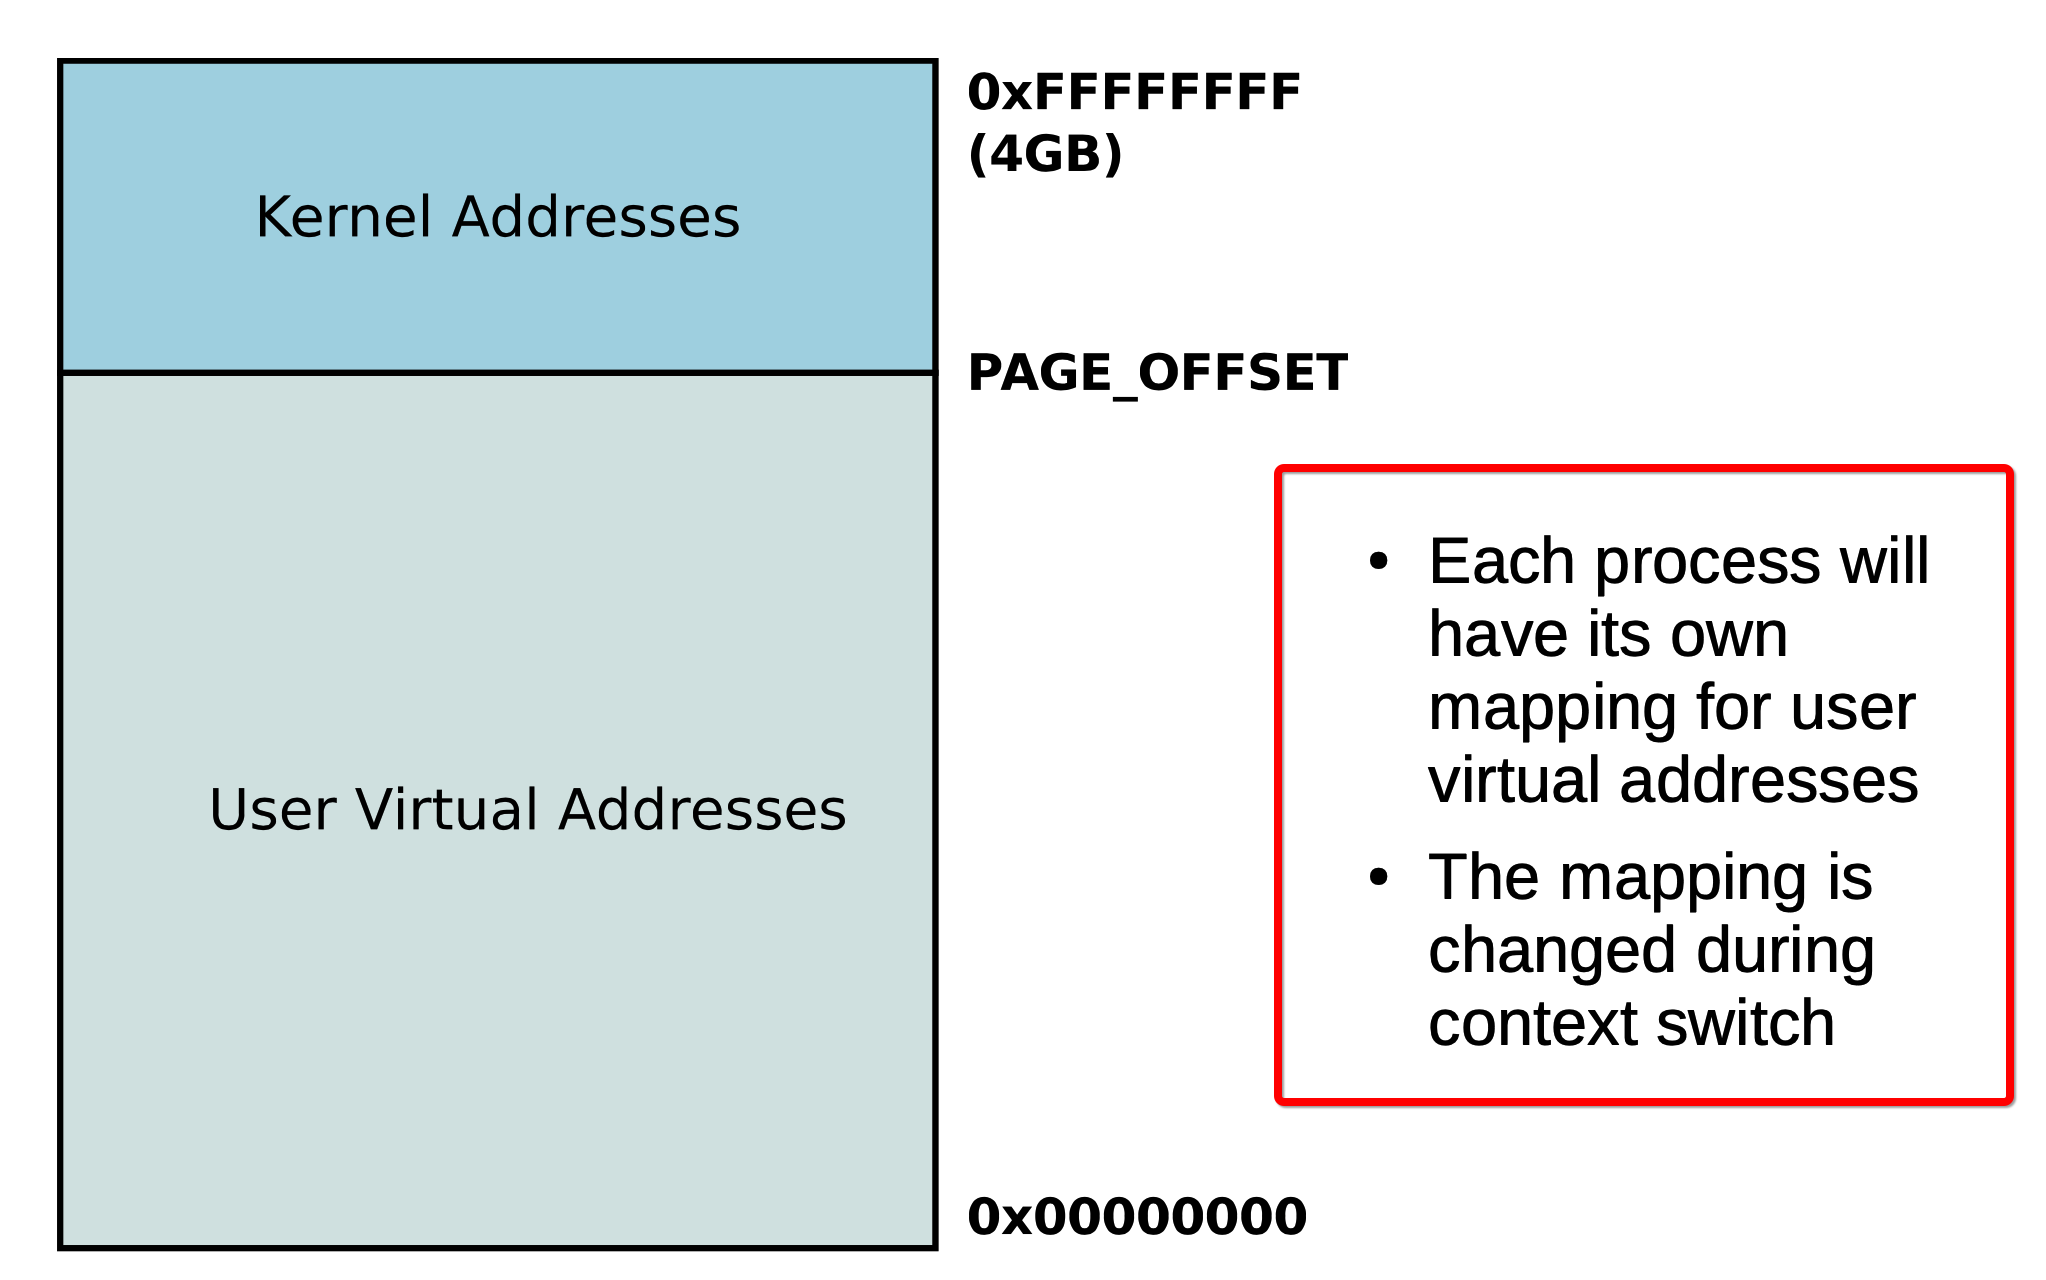 0xFFFFFFFF
(4GB)
Kernel Addresses
PAGE_OFFSET
• Each process will
have its own
mapping for user
virtual addresses
• The mapping is
changed during
context switch
User Virtual Addresses
0x00000000